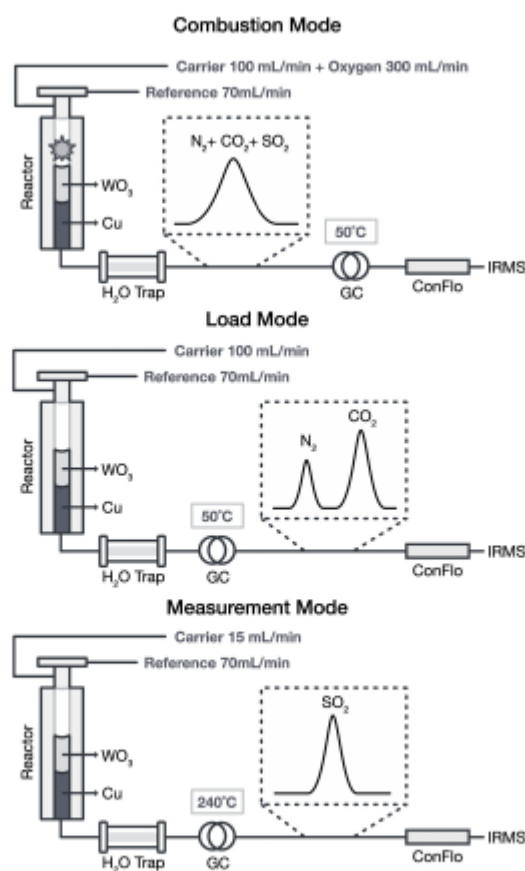 Combustion Mode
Carrier 100 mL/min + Oxygen 300 mL/min
Reference 70mL/min
Reactor
N₂+ CO₂+ SO₂
WO₃
Cu
50°C
H₂O Trap
GC
ConFlo
IRMS
Load Mode
Carrier 100 mL/min
Reference 70mL/min
Reactor
N₂
CO₂
WO₃
Cu
50°C
H₂O Trap
GC
ConFlo
IRMS
Measurement Mode
Carrier 15 mL/min
Reference 70mL/min
Reactor
SO₂
WO₃
Cu
240°C
H₂O Trap
GC
ConFlo
IRMS